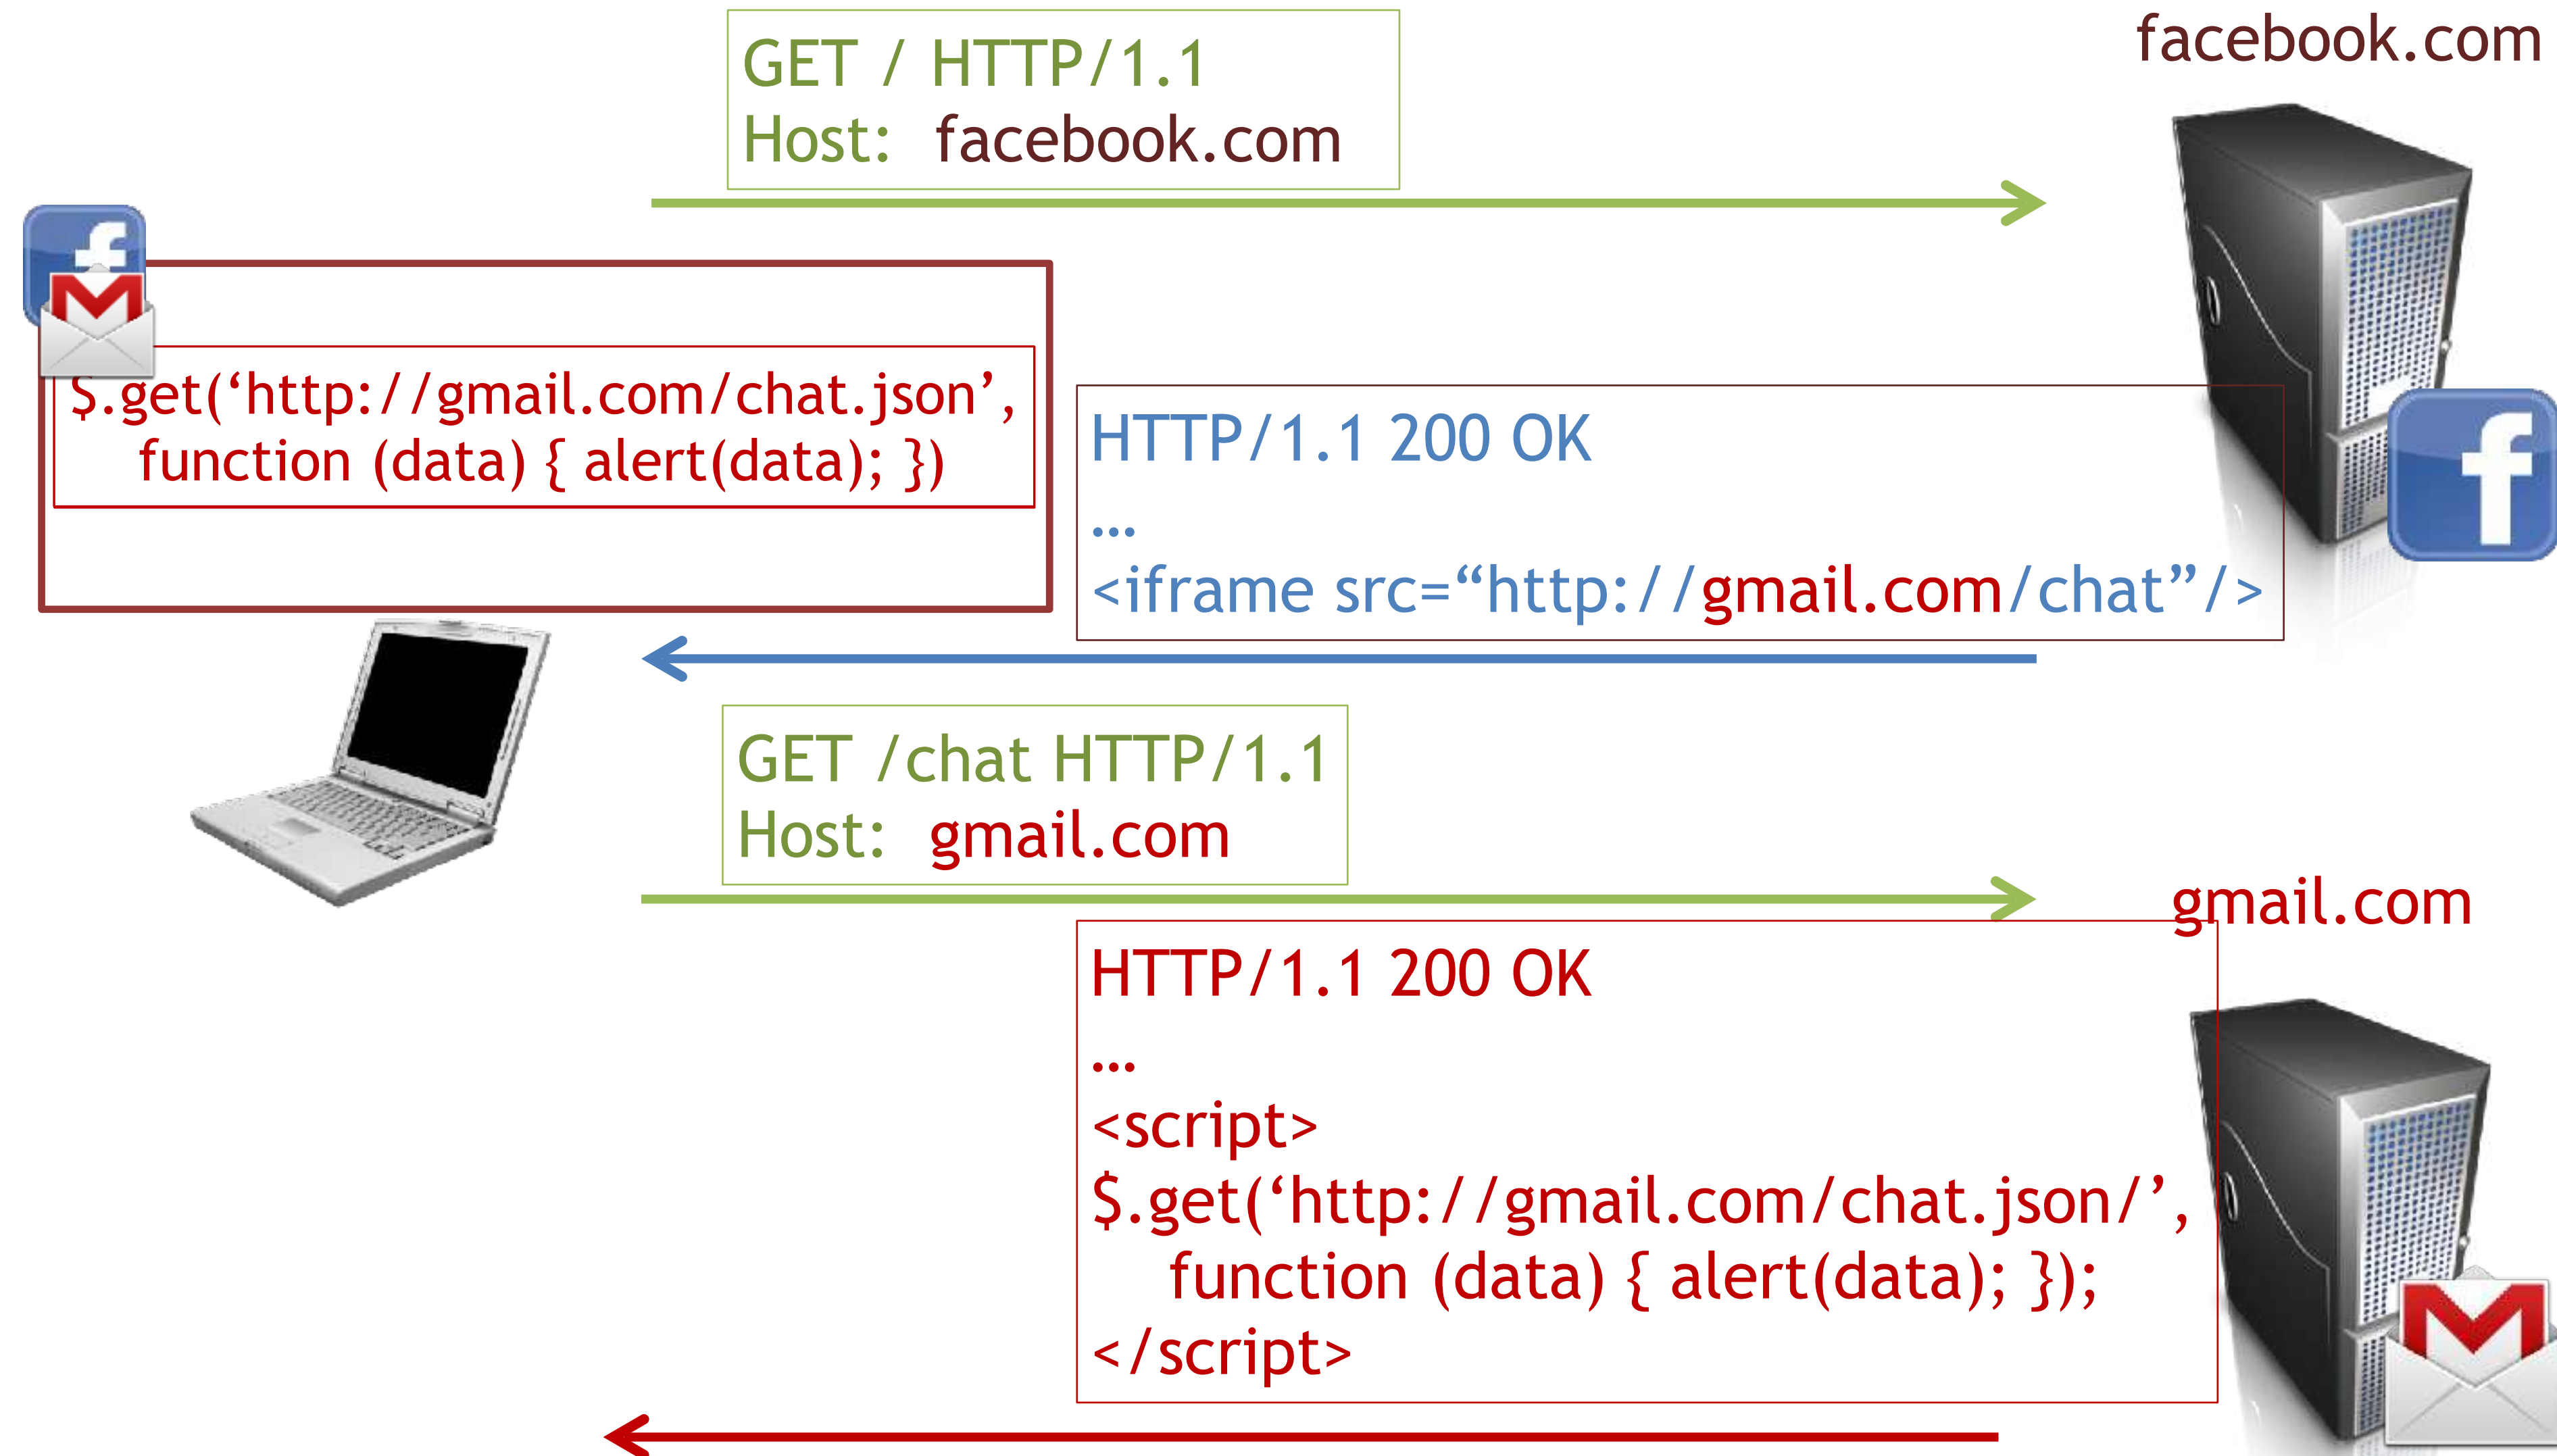 GET / HTTP/1.1
Host: facebook.com
facebook.com
$.get(‘http://gmail.com/chat.json’,
function (data) { alert(data); })
HTTP/1.1 200 OK
…
<iframe src=“http://gmail.com/chat”/>
GET /chat HTTP/1.1
Host: gmail.com
gmail.com
HTTP/1.1 200 OK
…
<script>
$.get(‘http://gmail.com/chat.json/’,
function (data) { alert(data); });
</script>